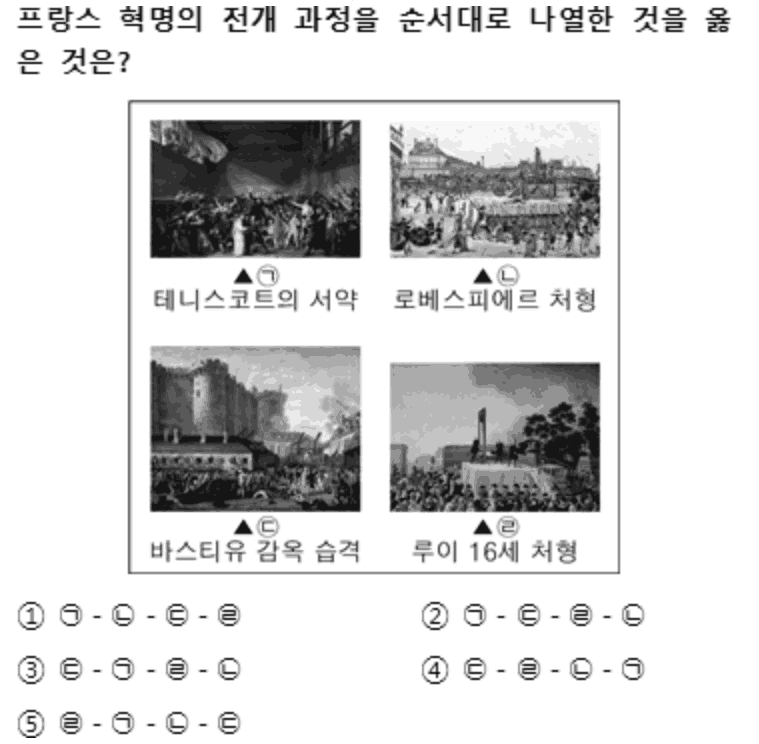 프랑스 혁명의 전개 과정을 순서대로 나열한 것을 옳
은 것은?
▲㉠ ▲㉡
테니스코트의 서약 로베스피에르 처형
▲㉢ ▲㉣
바스티유 감옥 습격 루이 16세 처형
① ㉠ - ㉡ - ㉢ - ㉣ ② ㉠ - ㉢ - ㉣ - ㉡
③ ㉢ - ㉠ - ㉣ - ㉡ ④ ㉢ - ㉣ - ㉡ - ㉠
⑤ ㉣ - ㉠ - ㉡ - ㉢